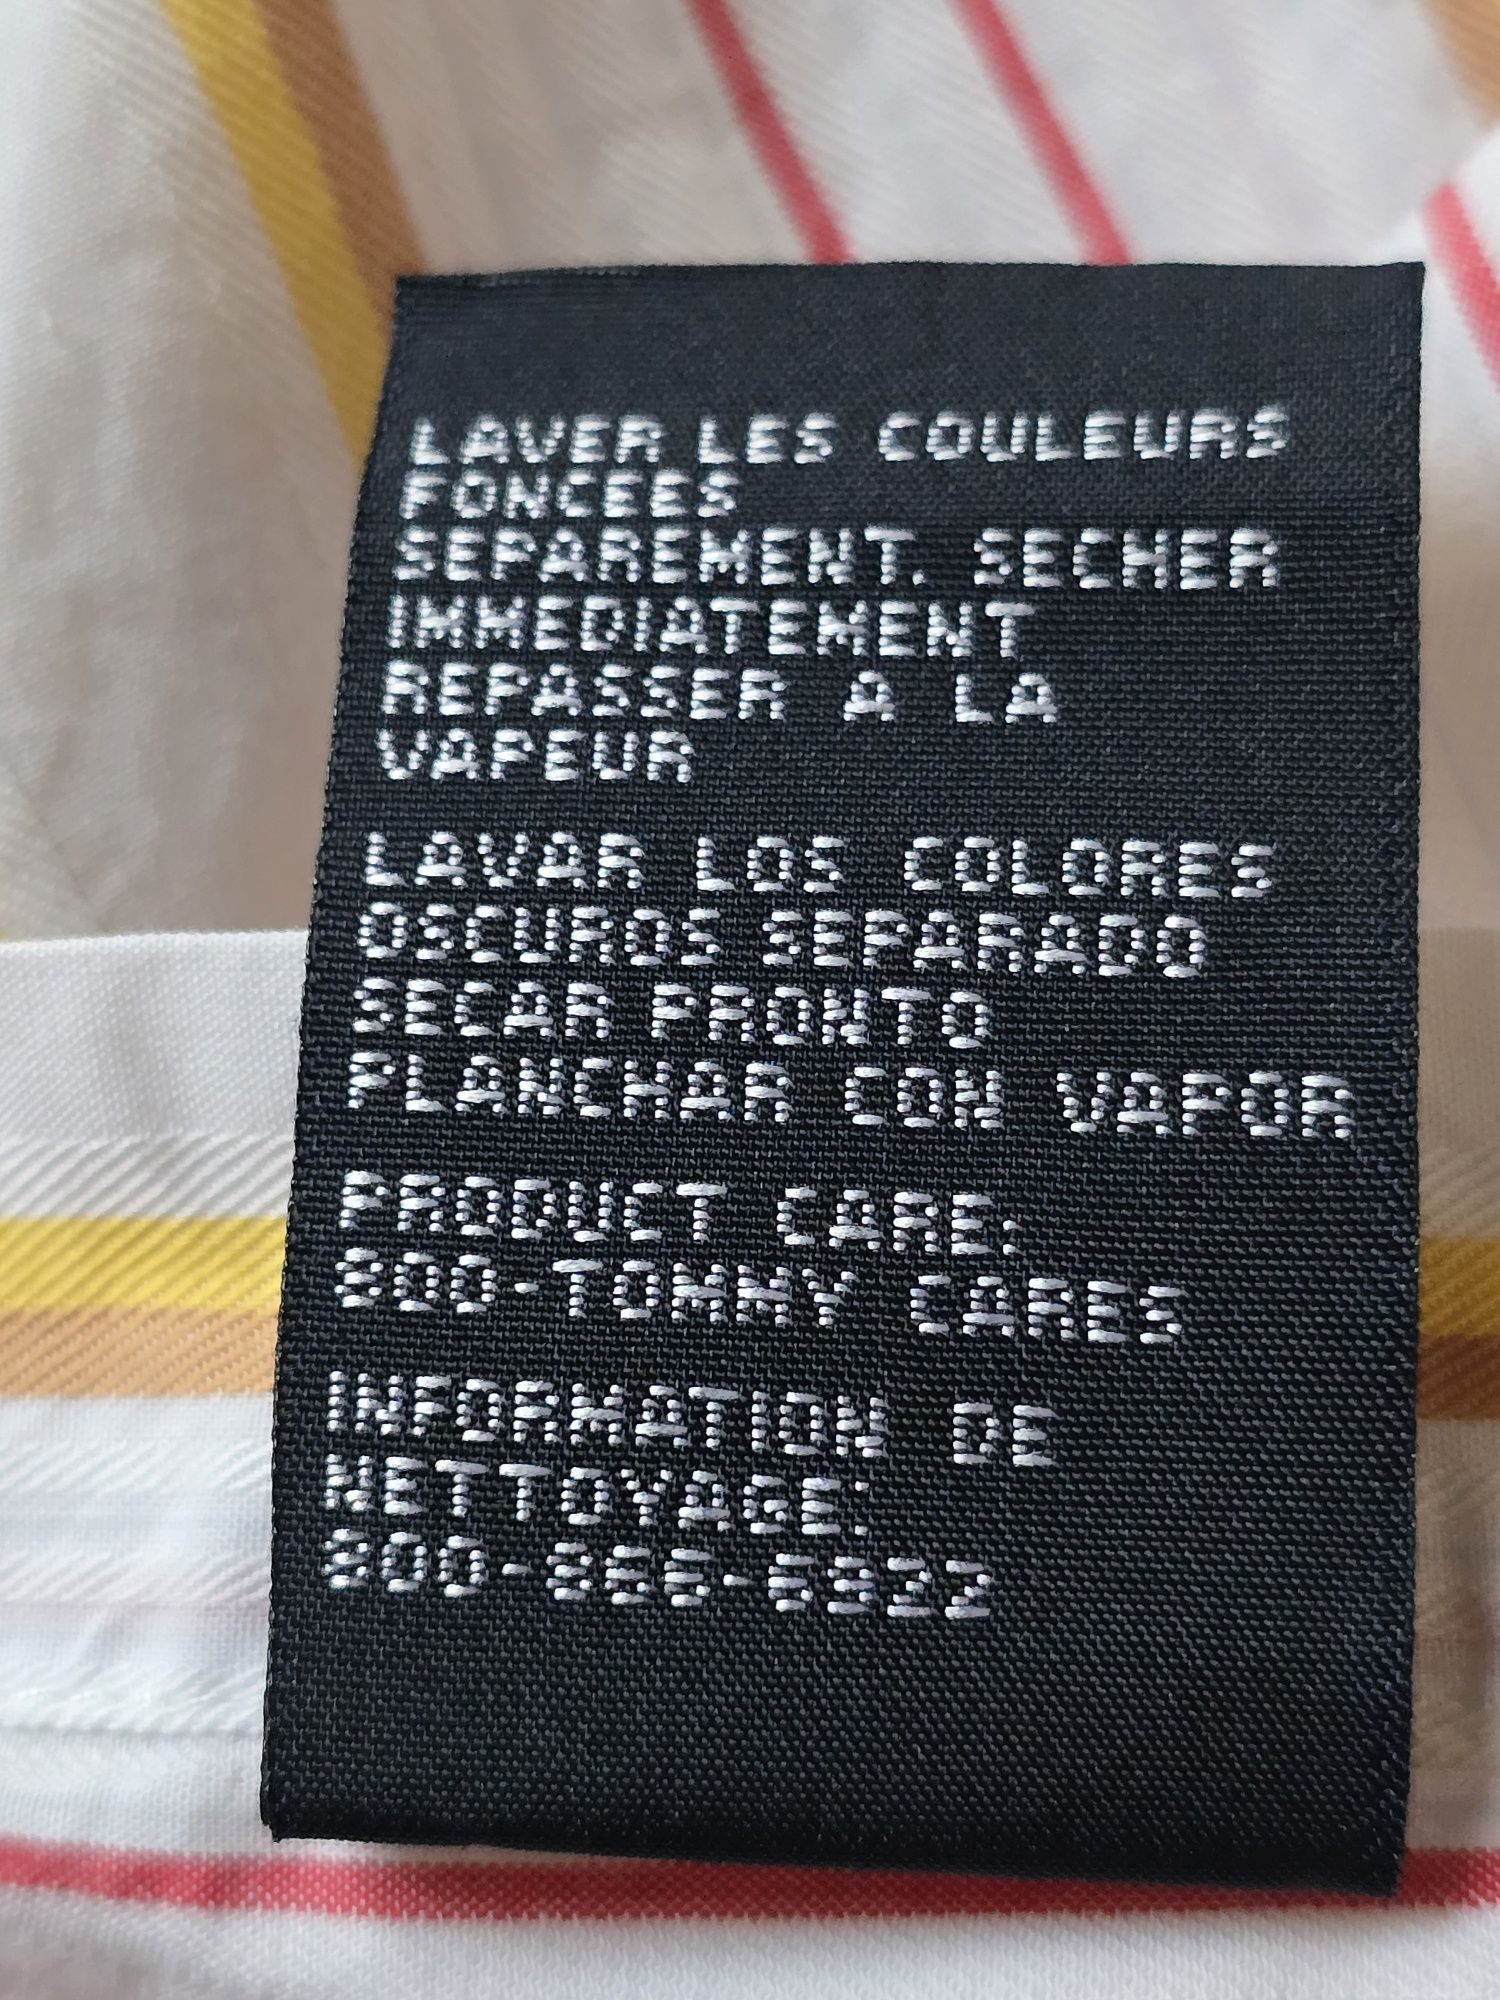 LAVER LES COULEURS
FONCEES
SEPAREMENT. SECHER
IMMEDIATEMENT
REPASSER A LA
VAPEUR
LAVAR LOS COLORES
OSCUROS SEPARADO
SECAR PRONTO
PLANCHAR CON VAPOR
PRODUCT CARE:
800-TOMMY CARES
INFORMATION DE
NETTOYAGE:
800-866-6922